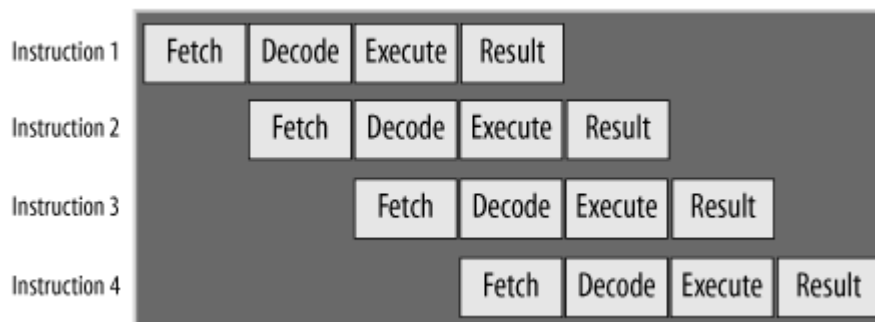 Instruction 1 Fetch Decode Execute Result
Instruction 2 Fetch Decode Execute Result
Instruction 3 Fetch Decode Execute Result
Instruction 4 Fetch Decode Execute Result